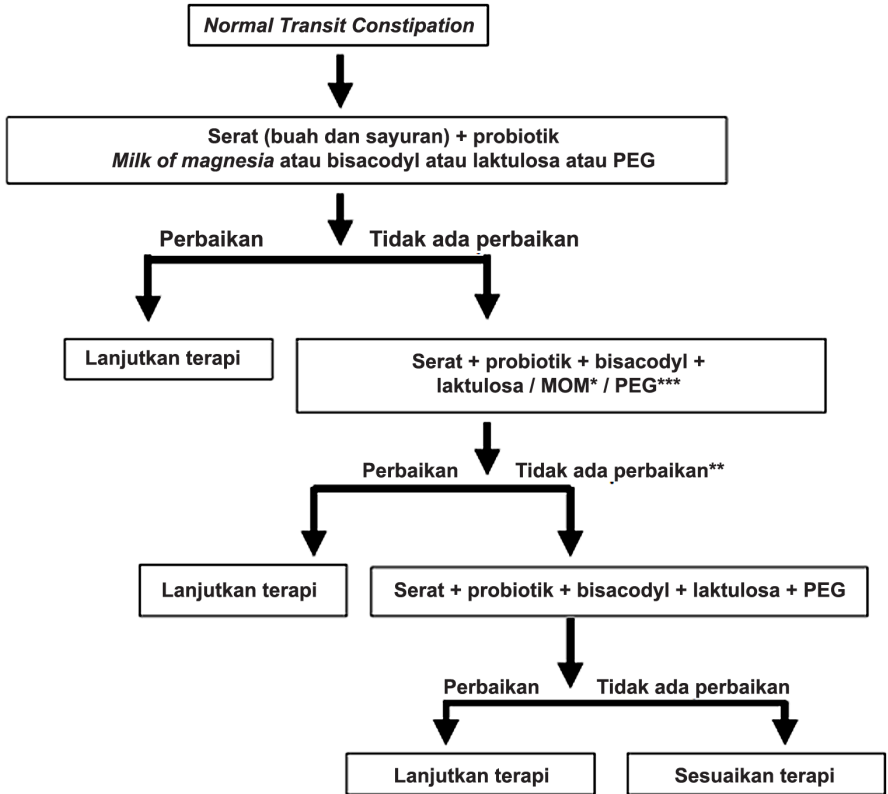 Normal Transit Constipation
Serat (buah dan sayuran) + probiotik
Milk of magnesia atau bisacodyl atau laktulosa atau PEG
Perbaikan
Tidak ada perbaikan
Lanjutkan terapi
Serat + probiotik + bisacodyl +
laktulosa / MOM* / PEG***
Perbaikan
Tidak ada perbaikan**
Lanjutkan terapi
Serat + probiotik + bisacodyl + laktulosa + PEG
Perbaikan
Tidak ada perbaikan
Lanjutkan terapi
Sesuaikan terapi